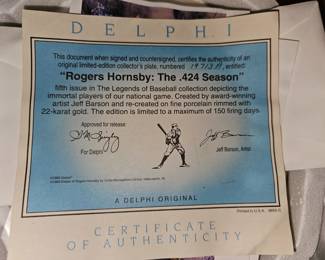 DELPHI
This document when signed and countersigned, certifies the authenticity of an
original limited-edition collector's plate, numbered
"Rogers Hornsby: The .424 Season"
fifth issue in The Legends of Baseball collection depicting the
immortal players of our national game. Created by award-winning
artist Jeff Barson and re-created on fine porcelain rimmed with
22-karat gold. The edition is limited to a maximum of 150 firing days.
Approved for release:
For Delphi
Jeff Barson, Artist
A DELPHI ORIGINAL
Printed in U.S.A.
CERTIFICATE
OF AUTHENTICITY